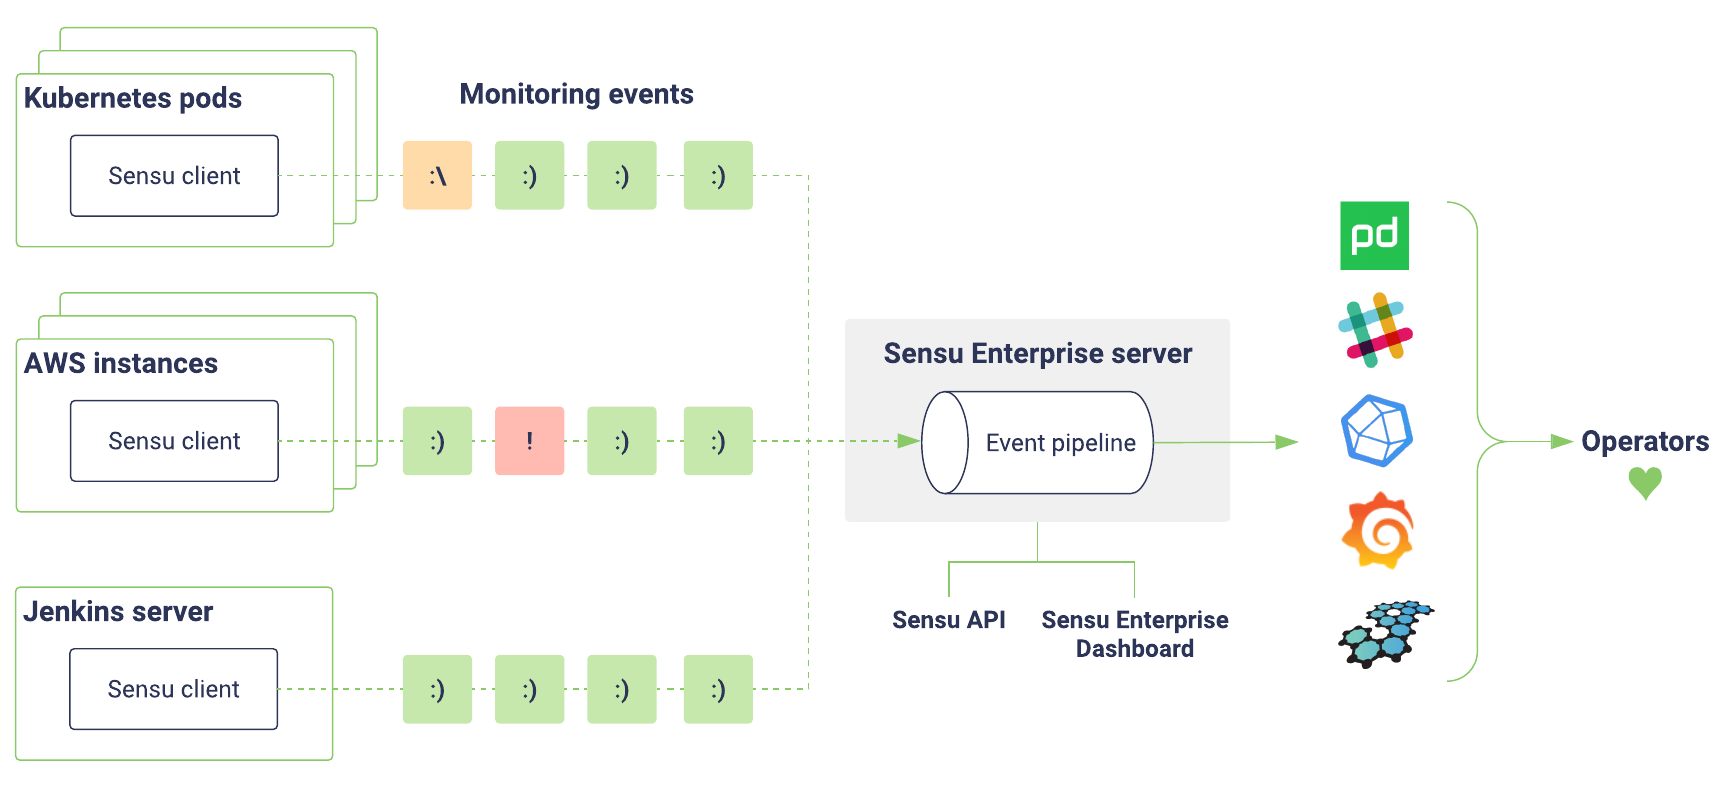 Kubernetes pods
Sensu client
Monitoring events
:\ :) :) :)
AWS instances
Sensu client
:) ! :) :)
Jenkins server
Sensu client
:) :) :) :)
Sensu Enterprise server
Event pipeline
Sensu API
Sensu Enterprise
Dashboard
pd
Operators